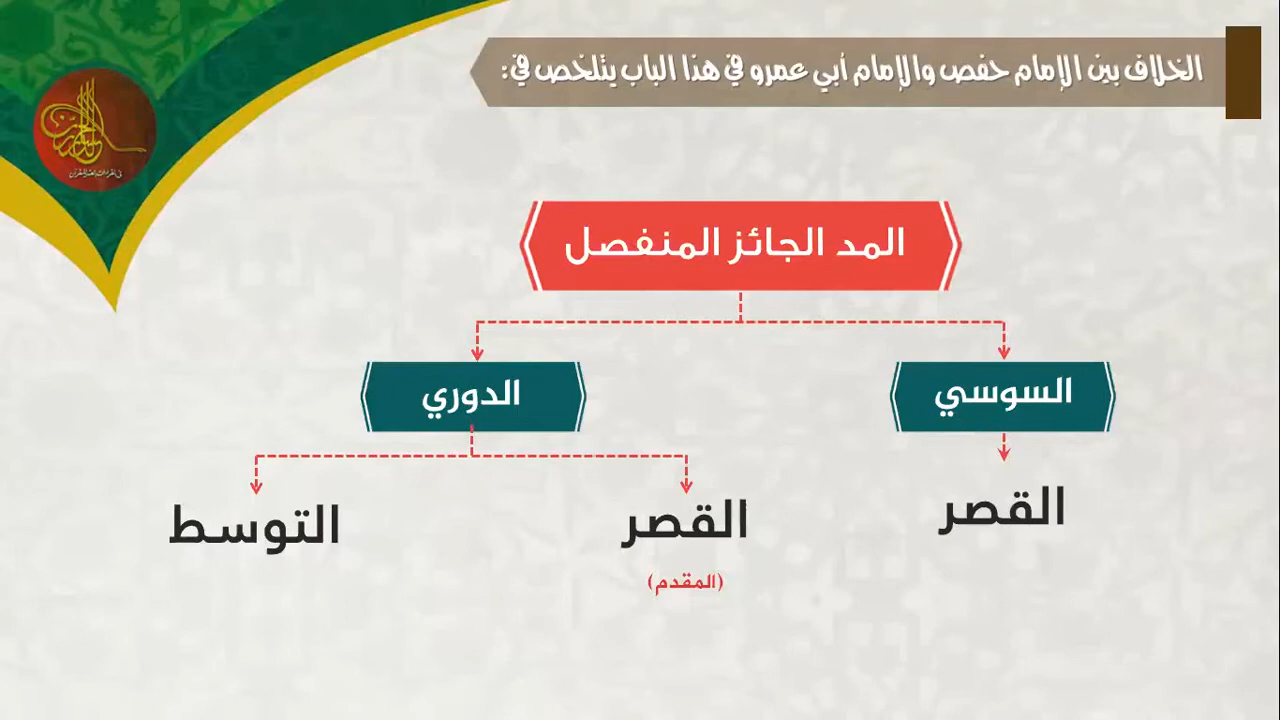 الخلاف بين الإمام حفص والإمام أبي عمرو في هذا الباب يتلخص في:
المد الجائز المنفصل
السوسي
الدوري
القصر
القصر
التوسط
(المقدم)